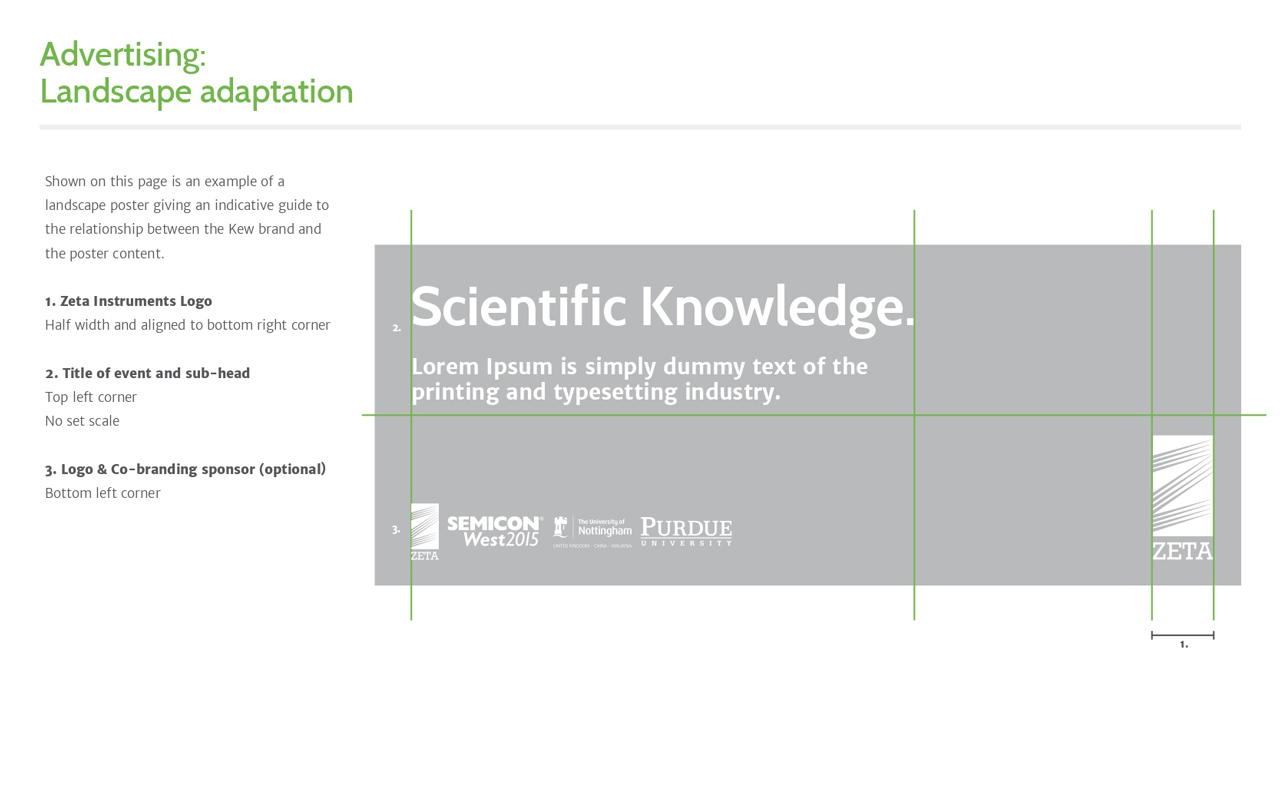 Advertising:
Landscape adaptation
Shown on this page is an example of a
landscape poster giving an indicative guide to
the relationship between the Kew brand and
the poster content.
1. Zeta Instruments Logo
Half width and aligned to bottom right corner
2. Title of event and sub-head
Top left corner
No set scale
3. Logo & Co-branding sponsor (optional)
Bottom left corner
2.
Scientific Knowledge.
Lorem Ipsum is simply dummy text of the
printing and typesetting industry.
3.
ZETA
SEMICON®
West2015
The University of
Nottingham
UNITED KINGDOM · CHINA · MALAYSIA
PURDUE
UNIVERSITY
ZETA
1.